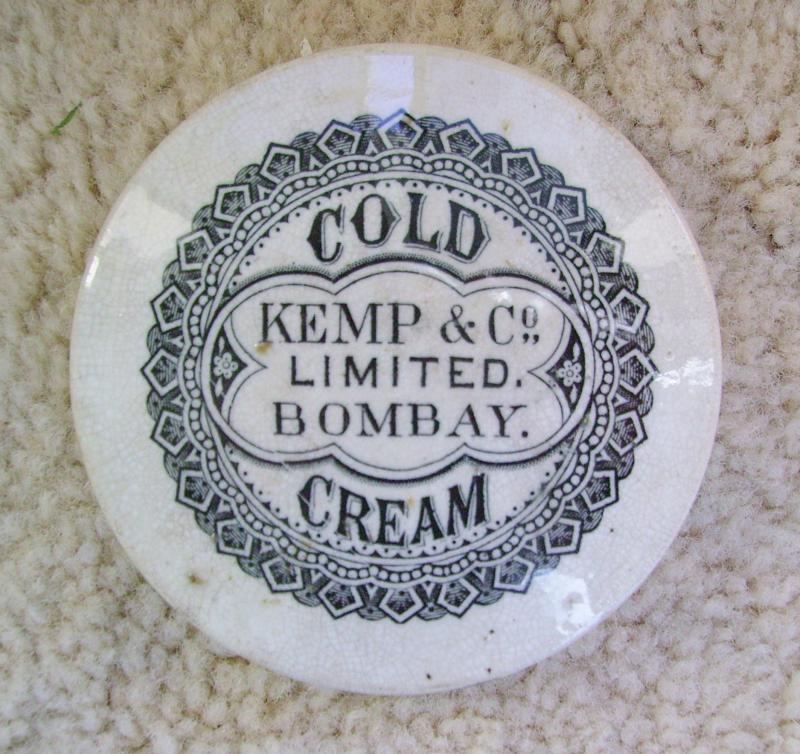 COLD
KEMP & Co.,
LIMITED.
BOMBAY.
CREAM